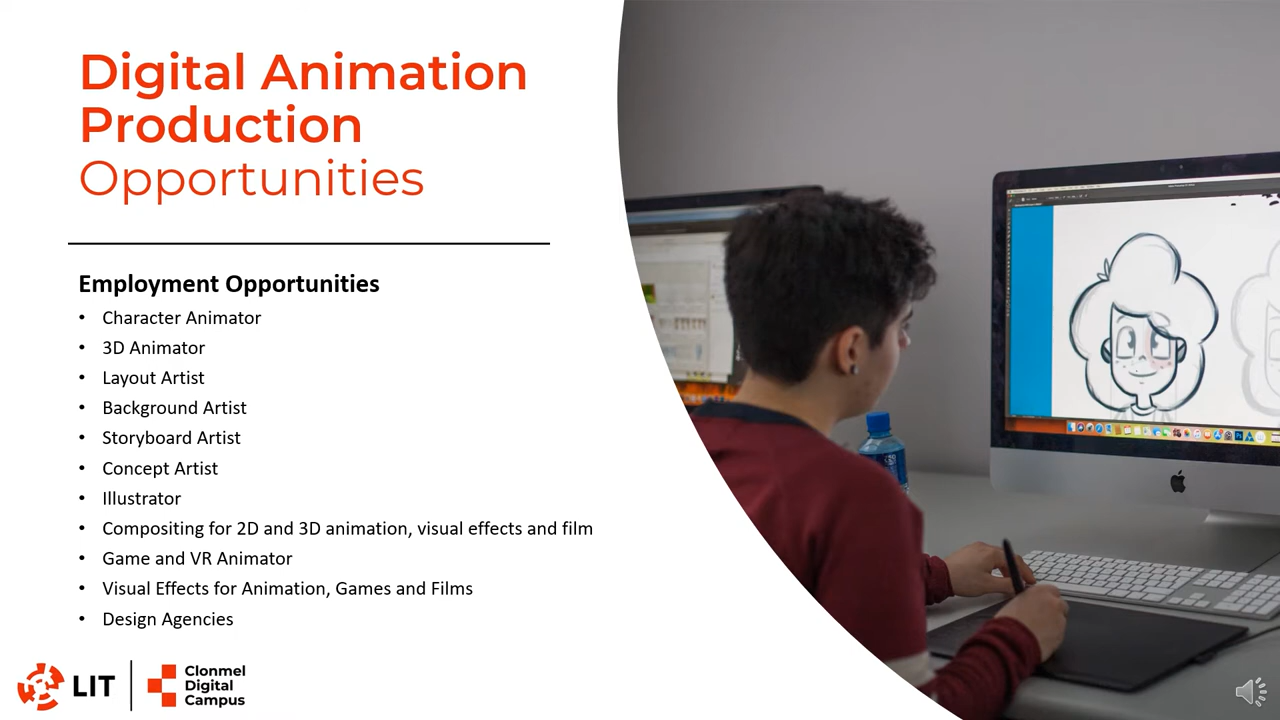 Digital Animation
Production
Opportunities
Employment Opportunities
• Character Animator
• 3D Animator
• Layout Artist
• Background Artist
• Storyboard Artist
• Concept Artist
• Illustrator
• Compositing for 2D and 3D animation, visual effects and film
• Game and VR Animator
• Visual Effects for Animation, Games and Films
• Design Agencies
LIT
Clonmel
Digital
Campus